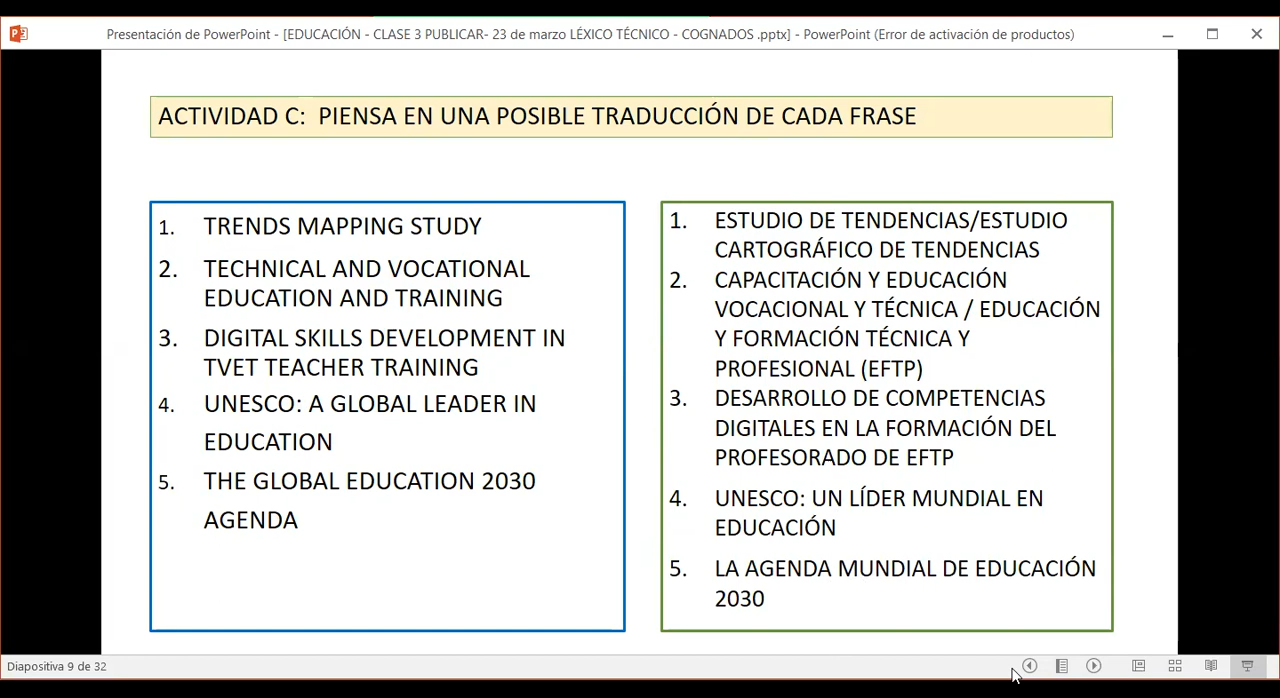 Presentación de PowerPoint - [EDUCACIÓN - CLASE 3 PUBLICAR- 23 de marzo LÉXICO TÉCNICO - COGNADOS .pptx] - PowerPoint (Error de activación de productos)
ACTIVIDAD C: PIENSA EN UNA POSIBLE TRADUCCIÓN DE CADA FRASE
1. TRENDS MAPPING STUDY
2. TECHNICAL AND VOCATIONAL
EDUCATION AND TRAINING
3. DIGITAL SKILLS DEVELOPMENT IN
TVET TEACHER TRAINING
4. UNESCO: A GLOBAL LEADER IN
EDUCATION
5. THE GLOBAL EDUCATION 2030
AGENDA
1. ESTUDIO DE TENDENCIAS/ESTUDIO
CARTOGRÁFICO DE TENDENCIAS
2. CAPACITACIÓN Y EDUCACIÓN
VOCACIONAL Y TÉCNICA / EDUCACIÓN
Y FORMACIÓN TÉCNICA Y
PROFESIONAL (EFTP)
3. DESARROLLO DE COMPETENCIAS
DIGITALES EN LA FORMACIÓN DEL
PROFESORADO DE EFTP
4. UNESCO: UN LÍDER MUNDIAL EN
EDUCACIÓN
5. LA AGENDA MUNDIAL DE EDUCACIÓN
2030
Diapositiva 9 de 32